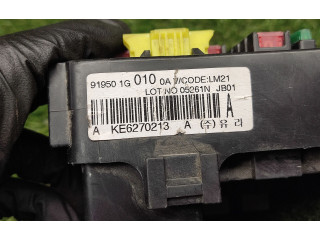 91950 1G 010 0A W/CODE:LM21
LOT NO 05261N JB01
A
A KE6270213 A (주)유라